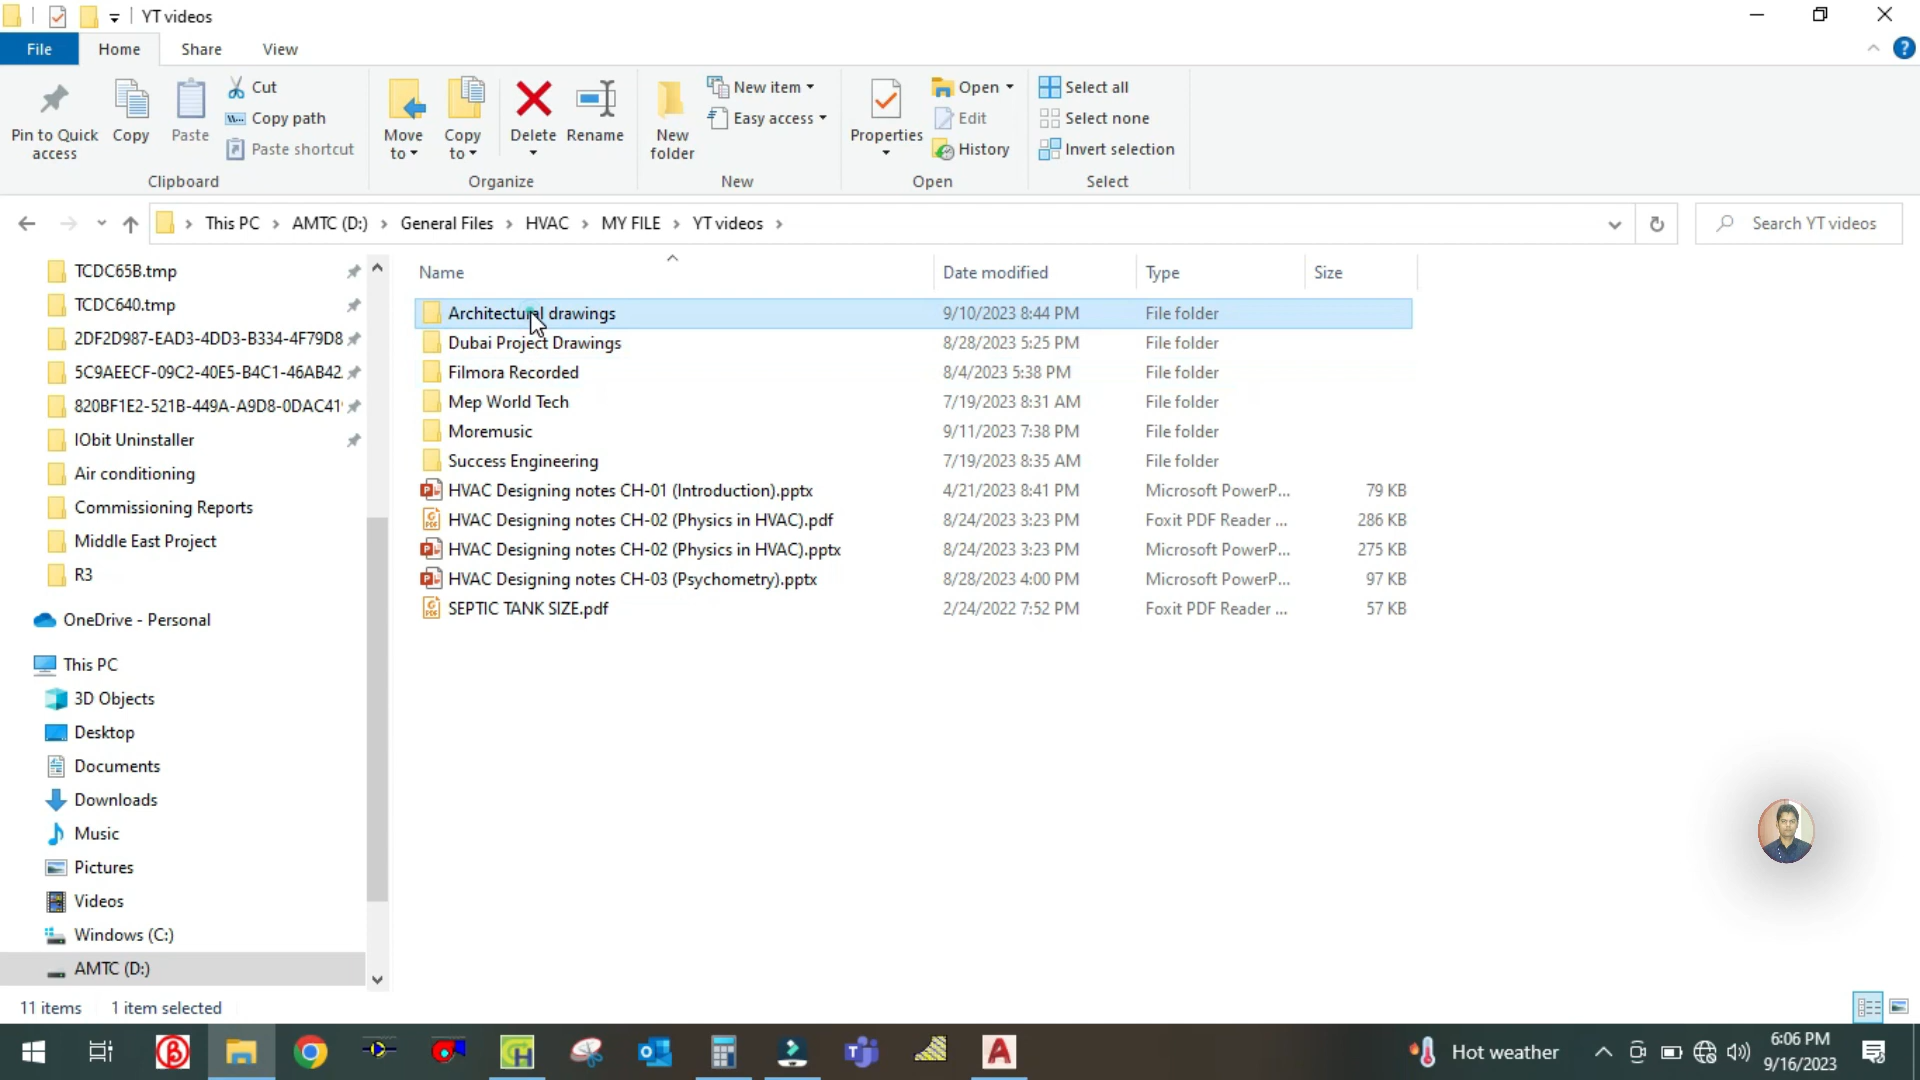 YT videos
File Home Share View
Pin to Quick access
Copy
Paste
Cut
Copy path
Paste shortcut
Clipboard
Move to
Copy to
Delete
Rename
Organize
New folder
New item
Easy access
New
Properties
Open
Edit
History
Open
Select all
Select none
Invert selection
Select
This PC > AMTC (D:) > General Files > HVAC > MY FILE > YT videos >
Search YT videos
TCDC65B.tmp
TCDC640.tmp
2DF2D987-EAD3-4DD3-B334-4F79D8
5C9AEECF-09C2-40E5-B4C1-46AB42
820BF1E2-521B-449A-A9D8-0DAC41
IObit Uninstaller
Air conditioning
Commissioning Reports
Middle East Project
R3
OneDrive - Personal
This PC
3D Objects
Desktop
Documents
Downloads
Music
Pictures
Videos
Windows (C:)
AMTC (D:)
Name Date modified Type Size
Architectural drawings 9/10/2023 8:44 PM File folder
Dubai Project Drawings 8/28/2023 5:25 PM File folder
Filmora Recorded 8/4/2023 5:38 PM File folder
Mep World Tech 7/19/2023 8:31 AM File folder
Moremusic 9/11/2023 7:38 PM File folder
Success Engineering 7/19/2023 8:35 AM File folder
HVAC Designing notes CH-01 (Introduction).pptx 4/21/2023 8:41 PM Microsoft PowerP... 79 KB
HVAC Designing notes CH-02 (Physics in HVAC).pdf 8/24/2023 3:23 PM Foxit PDF Reader ... 286 KB
HVAC Designing notes CH-02 (Physics in HVAC).pptx 8/24/2023 3:23 PM Microsoft PowerP... 275 KB
HVAC Designing notes CH-03 (Psychometry).pptx 8/28/2023 4:00 PM Microsoft PowerP... 97 KB
SEPTIC TANK SIZE.pdf 2/24/2022 7:52 PM Foxit PDF Reader ... 57 KB
11 items 1 item selected
Hot weather
6:06 PM
9/16/2023